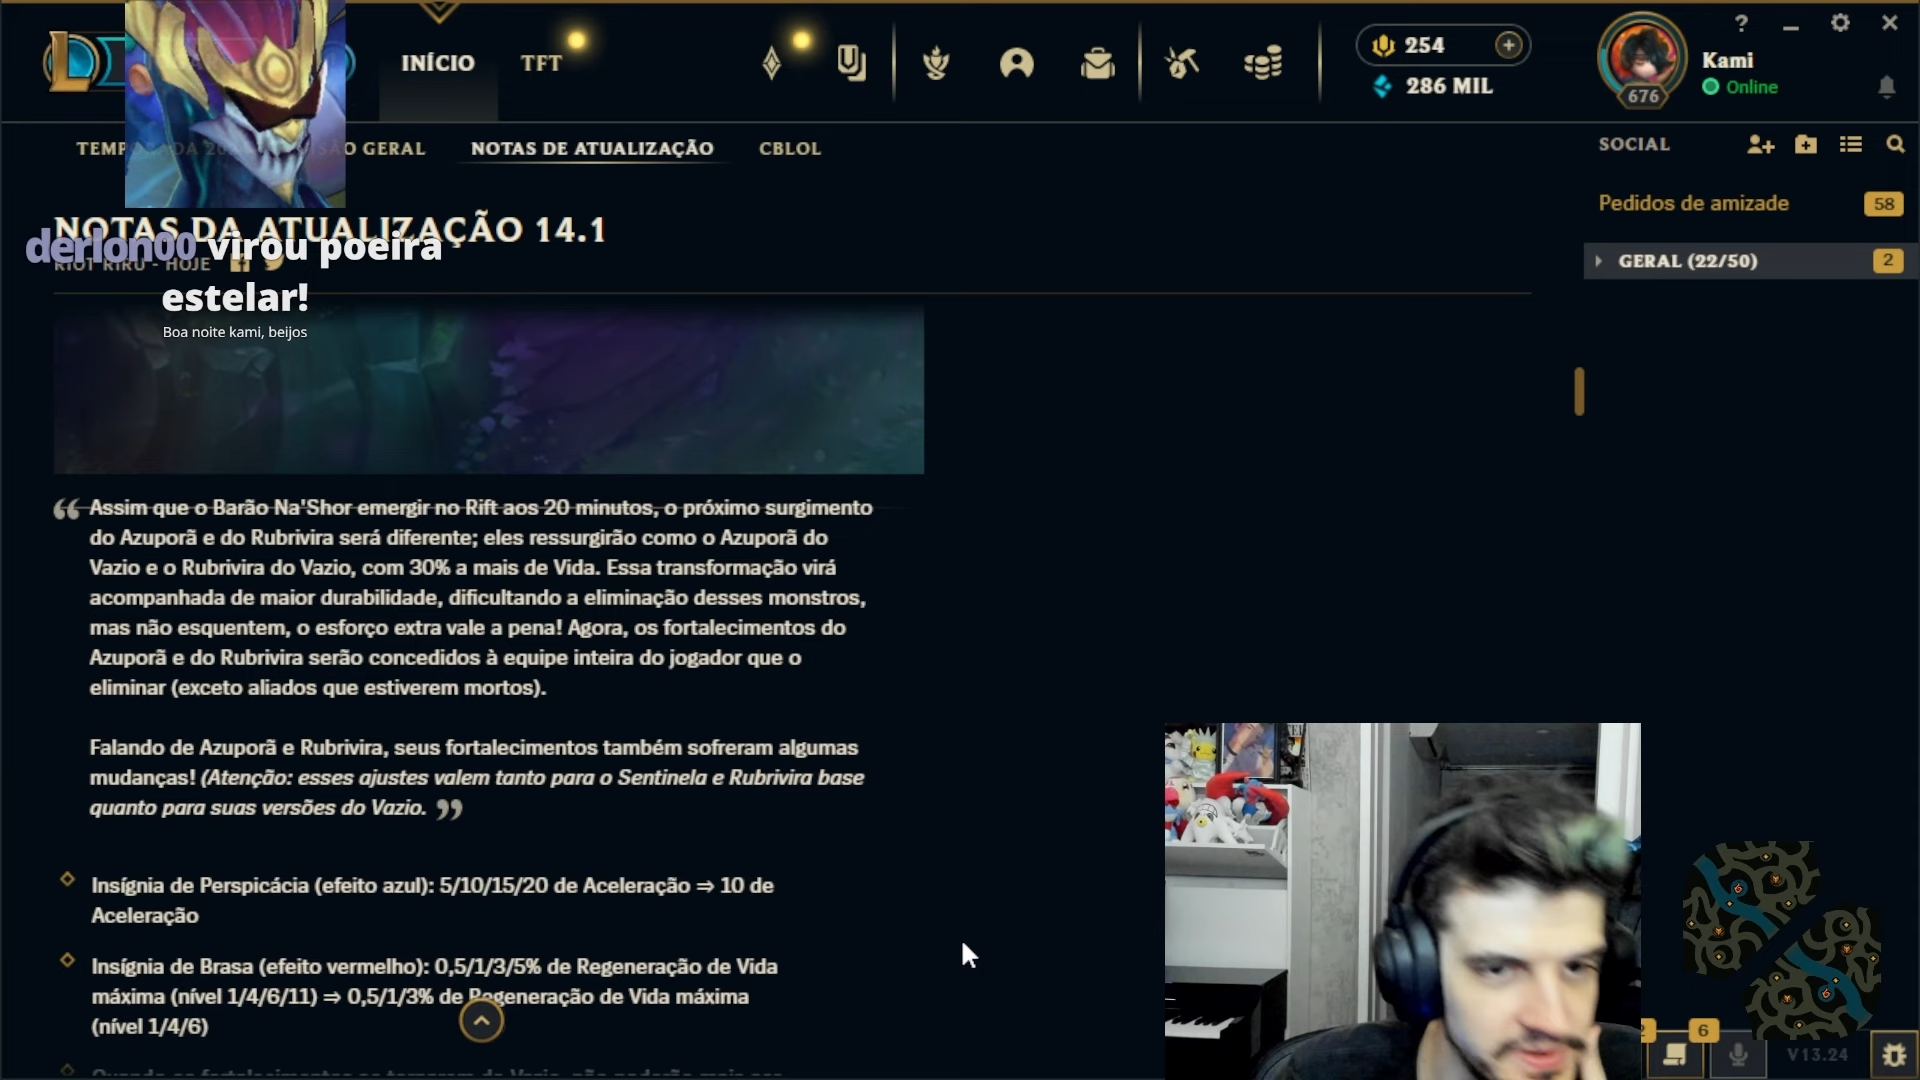 INÍCIO
TFT
254
286 MIL
676
Kami
Online
TEMPORADA 20
SÃO GERAL
NOTAS DE ATUALIZAÇÃO
CBLOL
SOCIAL
Pedidos de amizade
58
GERAL (22/50)
2
NOTAS DA ATUALIZAÇÃO 14.1
RIOT RIRU - HOJE
derlon00 virou poeira
estelar!
Boa noite kami, beijos
“ Assim que o Barão Na'Shor emergir no Rift aos 20 minutos, o próximo surgimento
do Azuporã e do Rubrivira será diferente; eles ressurgirão como o Azuporã do
Vazio e o Rubrivira do Vazio, com 30% a mais de Vida. Essa transformação virá
acompanhada de maior durabilidade, dificultando a eliminação desses monstros,
mas não esquentem, o esforço extra vale a pena! Agora, os fortalecimentos do
Azuporã e do Rubrivira serão concedidos à equipe inteira do jogador que o
eliminar (exceto aliados que estiverem mortos).
Falando de Azuporã e Rubrivira, seus fortalecimentos também sofreram algumas
mudanças! (Atenção: esses ajustes valem tanto para o Sentinela e Rubrivira base
quanto para suas versões do Vazio. ”
Insígnia de Perspicácia (efeito azul): 5/10/15/20 de Aceleração ⇒ 10 de
Aceleração
Insígnia de Brasa (efeito vermelho): 0,5/1/3/5% de Regeneração de Vida
máxima (nível 1/4/6/11) ⇒ 0,5/1/3% de Regeneração de Vida máxima
(nível 1/4/6)
2
6
V13.24